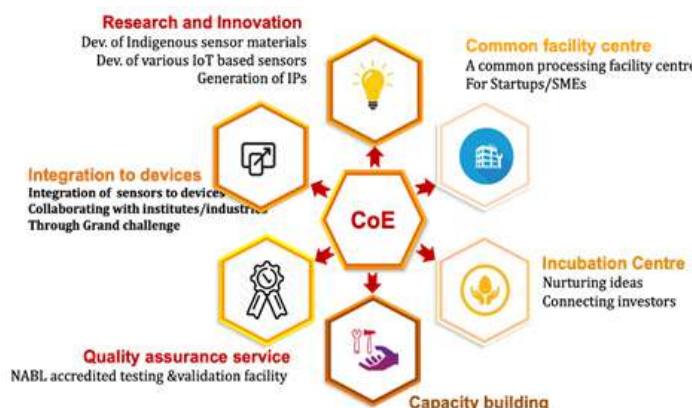 Research and Innovation
Dev. of Indigenous sensor materials
Dev. of various IoT based sensors
Generation of IPs
Common facility centre
A common processing facility centre
For Startups/SMEs
Integration to devices
Integration of sensors to devices
Collaborating with institutes/industries
Through Grand challenge
CoE
Incubation Centre
Nurturing ideas
Connecting investors
Quality assurance service
NABL accredited testing &validation facility
Capacity building